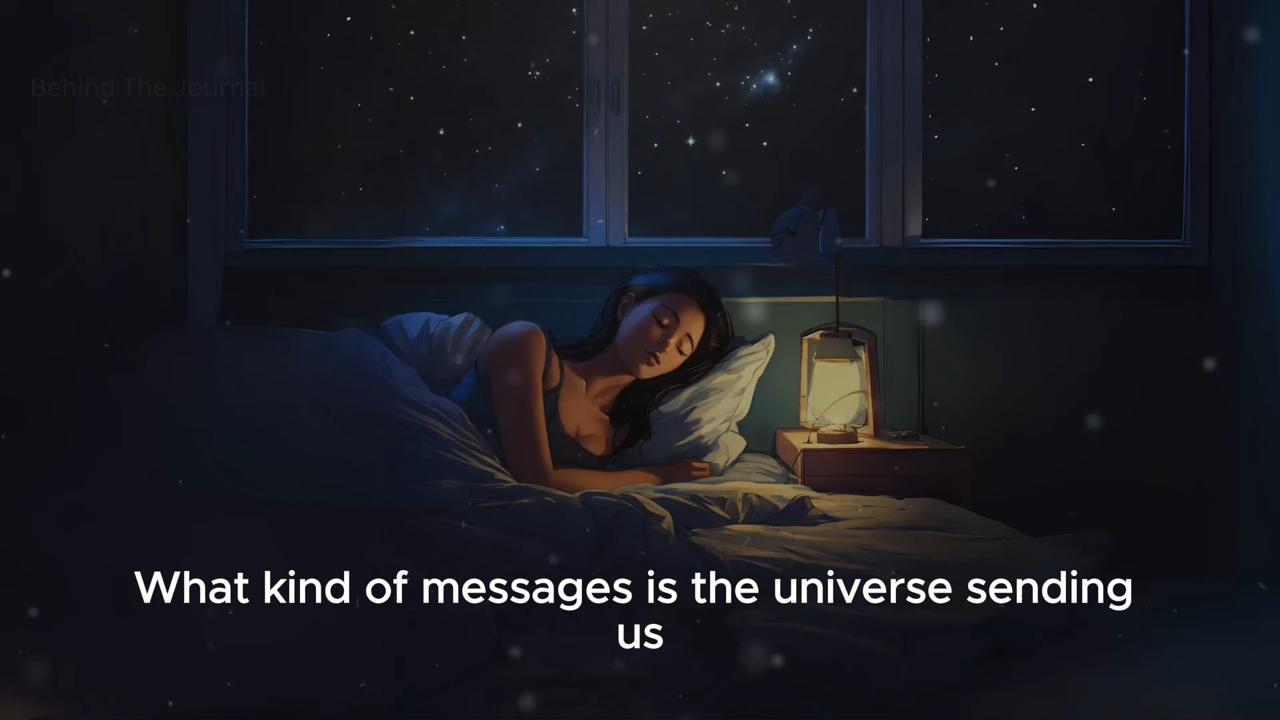 Behind The Journal
What kind of messages is the universe sending
us